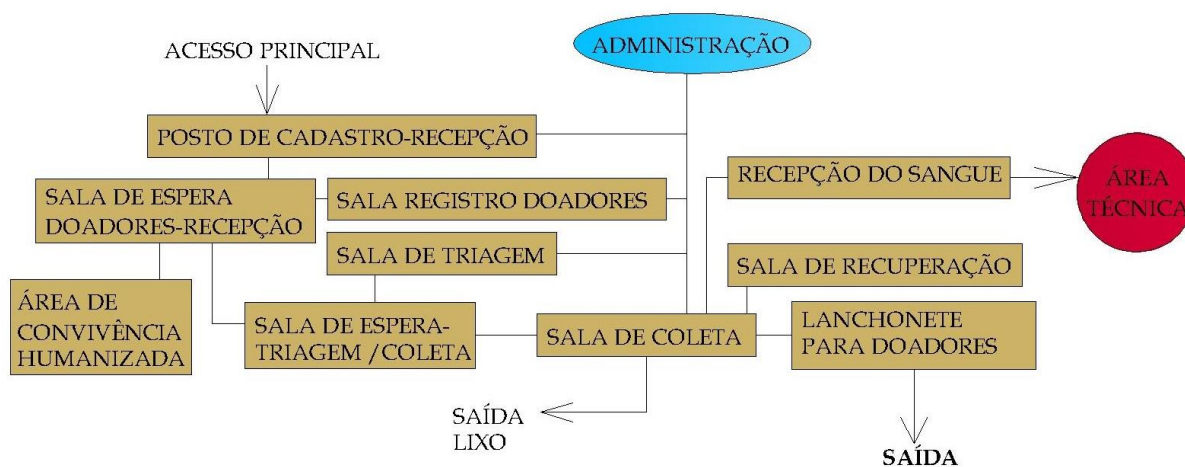 ACESSO PRINCIPAL
ADMINISTRAÇÃO
POSTO DE CADASTRO-RECEPÇÃO
SALA DE ESPERA
DOADORES-RECEPÇÃO
SALA REGISTRO DOADORES
RECEPÇÃO DO SANGUE
ÁREA
TÉCNICA
SALA DE TRIAGEM
SALA DE RECUPERAÇÃO
ÁREA DE
CONVIVÊNCIA
HUMANIZADA
SALA DE ESPERA-
TRIAGEM /COLETA
SALA DE COLETA
LANCHONETE
PARA DOADORES
SAÍDA
LIXO
SAÍDA